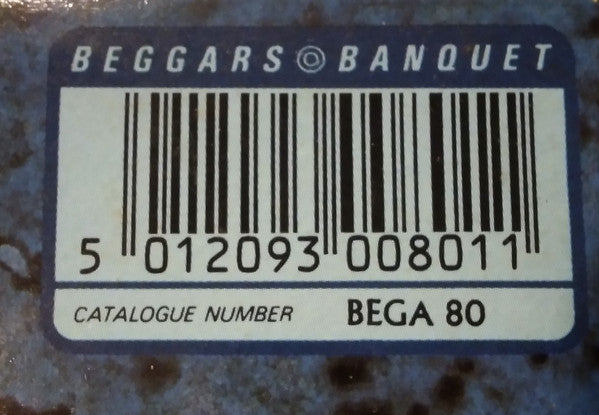 BEGGARS BANQUET
5 012093 008011
CATALOGUE NUMBER BEGA 80